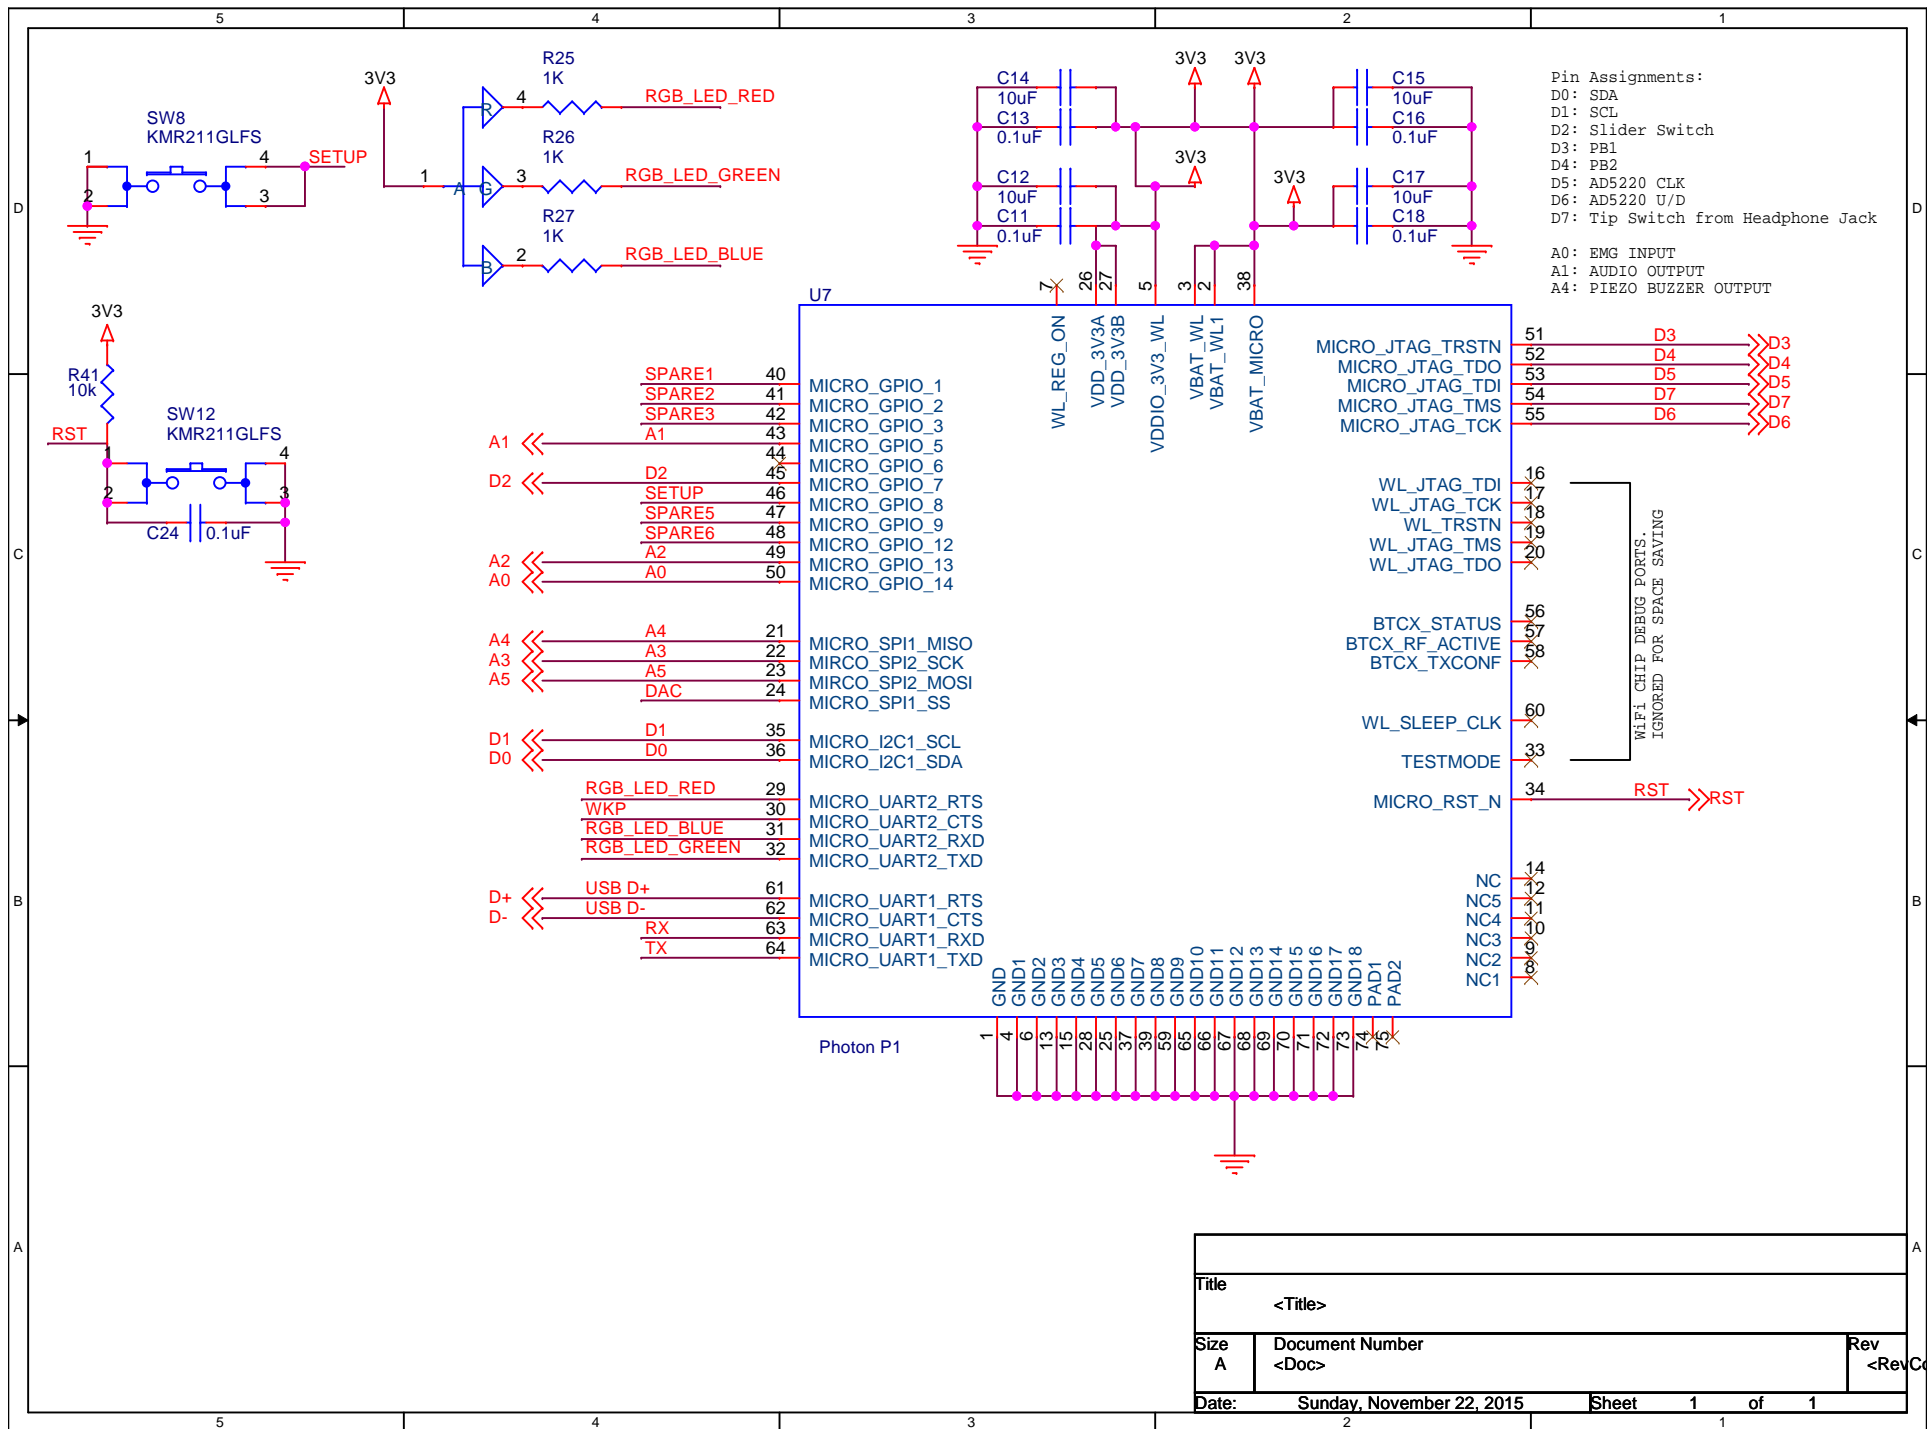 5 4 3 2 1
D C B A
D C B A
5 4 3 2 1
SW8
KMR211GLFS
1
2
4
3
SETUP
3V3
1
A
R
G
B
4
3
2
R25
1K
RGB_LED_RED
R26
1K
RGB_LED_GREEN
R27
1K
RGB_LED_BLUE
3V3
R41
10k
RST
SW12
KMR211GLFS
1
2
4
3
C24
0.1uF
C14
10uF
C13
0.1uF
C12
10uF
C11
0.1uF
3V3
3V3
3V3
3V3
C15
10uF
C16
0.1uF
C17
10uF
C18
0.1uF
Pin Assignments:
D0: SDA
D1: SCL
D2: Slider Switch
D3: PB1
D4: PB2
D5: AD5220 CLK
D6: AD5220 U/D
D7: Tip Switch from Headphone Jack
A0: EMG INPUT
A1: AUDIO OUTPUT
A4: PIEZO BUZZER OUTPUT
U7
7 WL_REG_ON
26 VDD_3V3A
27 VDD_3V3B
5 VDDIO_3V3_WL
3 VBAT_WL
2 VBAT_WL1
38 VBAT_MICRO
SPARE1 40 MICRO_GPIO_1
SPARE2 41 MICRO_GPIO_2
SPARE3 42 MICRO_GPIO_3
A1 A1 43 MICRO_GPIO_5
44 MICRO_GPIO_6
D2 D2 45 MICRO_GPIO_7
SETUP 46 MICRO_GPIO_8
SPARE5 47 MICRO_GPIO_9
SPARE6 48 MICRO_GPIO_12
A2 A2 49 MICRO_GPIO_13
A0 A0 50 MICRO_GPIO_14
A4 A4 21 MICRO_SPI1_MISO
A3 A3 22 MIRCO_SPI2_SCK
A5 A5 23 MIRCO_SPI2_MOSI
DAC 24 MICRO_SPI1_SS
D1 D1 35 MICRO_I2C1_SCL
D0 D0 36 MICRO_I2C1_SDA
RGB_LED_RED 29 MICRO_UART2_RTS
WKP 30 MICRO_UART2_CTS
RGB_LED_BLUE 31 MICRO_UART2_RXD
RGB_LED_GREEN 32 MICRO_UART2_TXD
D+ USB D+ 61 MICRO_UART1_RTS
D- USB D- 62 MICRO_UART1_CTS
RX 63 MICRO_UART1_RXD
TX 64 MICRO_UART1_TXD
MICRO_JTAG_TRSTN 51 D3 D3
MICRO_JTAG_TDO 52 D4 D4
MICRO_JTAG_TDI 53 D5 D5
MICRO_JTAG_TMS 54 D7 D7
MICRO_JTAG_TCK 55 D6 D6
WL_JTAG_TDI 16
WL_JTAG_TCK 17
WL_TRSTN 18
WL_JTAG_TMS 19
WL_JTAG_TDO 20
BTCX_STATUS 56
BTCX_RF_ACTIVE 57
BTCX_TXCONF 58
WL_SLEEP_CLK 60
TESTMODE 33
WiFi CHIP DEBUG PORTS.
IGNORED FOR SPACE SAVING
MICRO_RST_N 34 RST RST
NC 14
NC5 12
NC4 11
NC3 10
NC2 9
NC1 8
GND GND1 GND2 GND3 GND4 GND5 GND6 GND7 GND8 GND9 GND10 GND11 GND12 GND13 GND14 GND15 GND16 GND17 GND18 PAD1 PAD2
1 4 6 13 15 28 25 37 39 59 65 66 67 68 69 70 71 72 73 74 75
Photon P1
Title
<Title>
Size
A
Document Number
<Doc>
Rev
Date: Sunday, November 22, 2015 Sheet 1 of 1